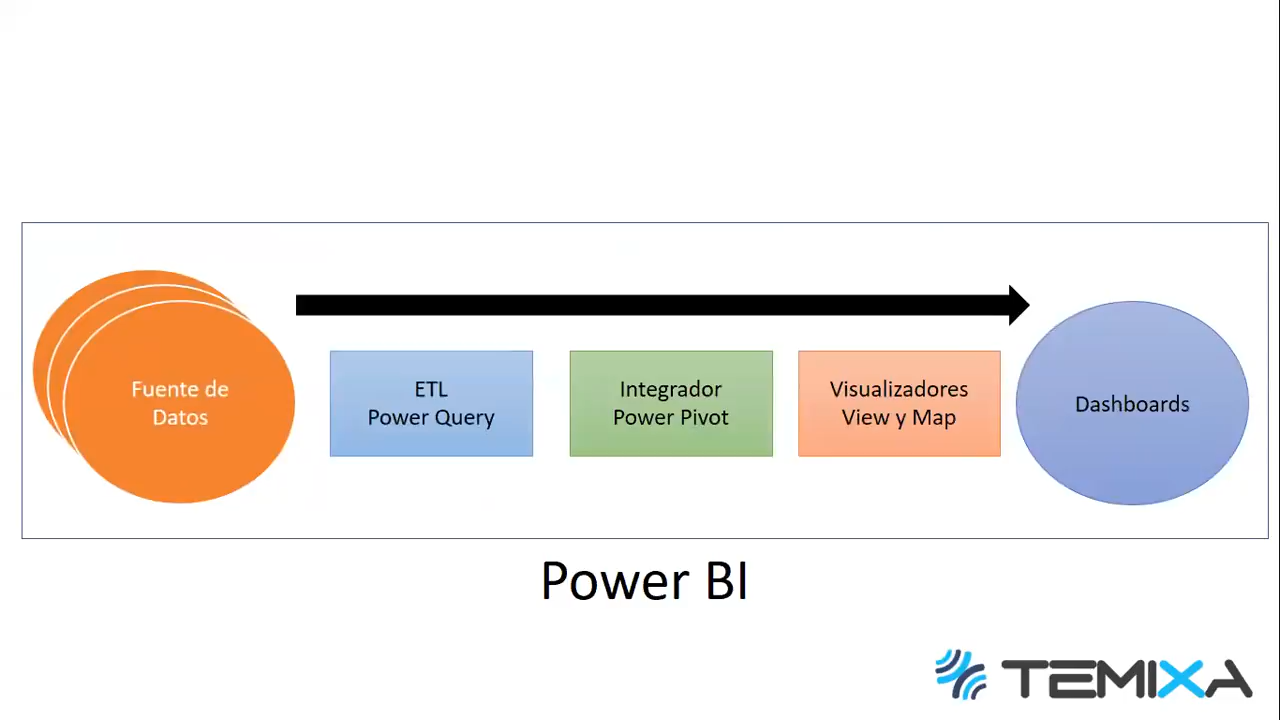 Fuente de
Datos
ETL
Power Query
Integrador
Power Pivot
Visualizadores
View y Map
Dashboards
Power BI
TEMIXA